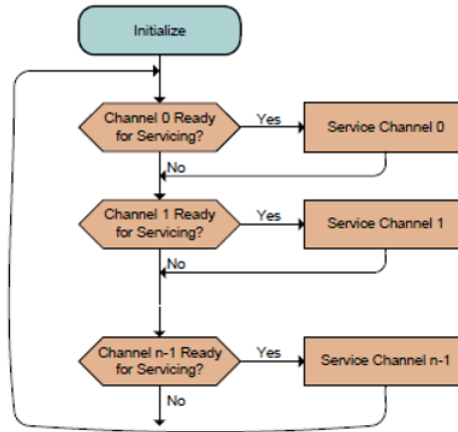 Initialize
Channel 0 Ready
for Servicing?
Yes
Service Channel 0
No
Channel 1 Ready
for Servicing?
Yes
Service Channel 1
No
Channel n-1 Ready
for Servicing?
Yes
Service Channel n-1
No